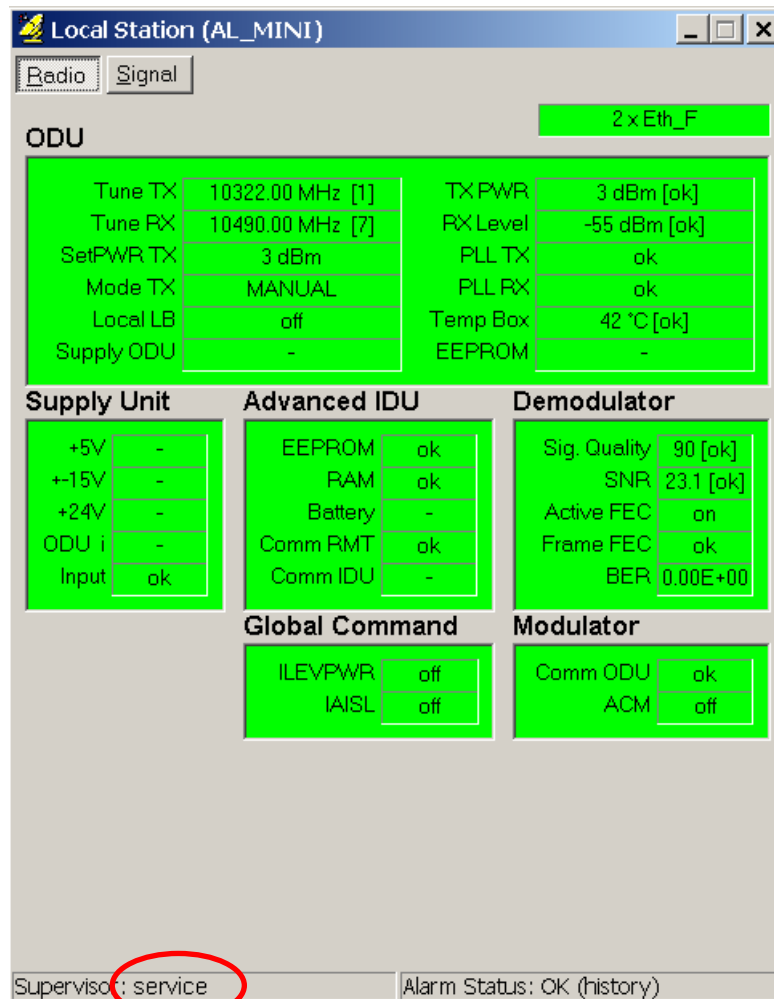 Local Station (AL_MINI)
Radio Signal
2 x Eth_F
ODU
Tune TX 10322.00 MHz [1] TX PWR 3 dBm [ok]
Tune RX 10490.00 MHz [7] RX Level -55 dBm [ok]
SetPWR TX 3 dBm PLL TX ok
Mode TX MANUAL PLL RX ok
Local LB off Temp Box 42 °C [ok]
Supply ODU - EEPROM -
Supply Unit Advanced IDU Demodulator
+5V - EEPROM ok Sig. Quality 90 [ok]
+-15V - RAM ok SNR 23.1 [ok]
+24V - Battery - Active FEC on
ODU i - Comm RMT ok Frame FEC ok
Input ok Comm IDU - BER 0.00E+00
Global Command Modulator
ILEVPWR off Comm ODU ok
IAISL off ACM off
Supervisor: service Alarm Status: OK (history)